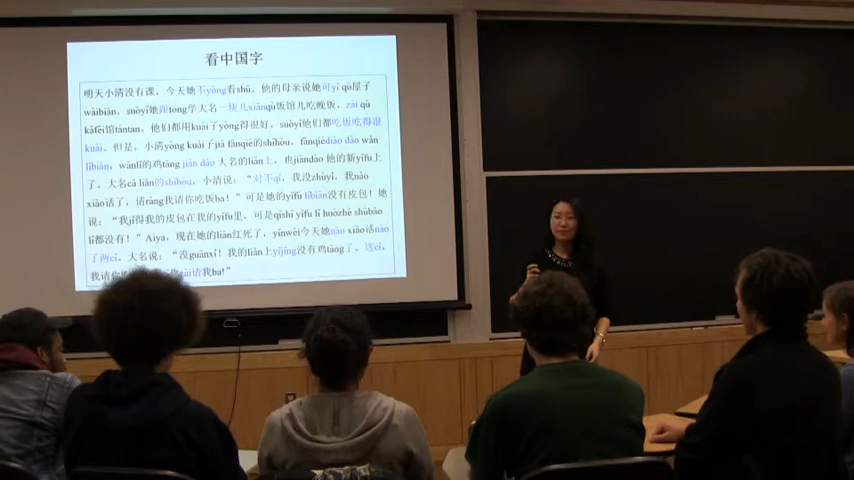 看中国字
明天小清没有课，今天她不yòng看shū。他的母亲说她可yǐ qù屋子
wàibiān，suǒyǐ她跟tóng学大名一块儿xiānqù饭馆儿吃晚饭，zài qù
kāfēi馆tántan。他们都用kuài了yòng得很好，suǒyǐ他们都吃饭吃得很
kuài。但是，小清yòng kuài了jiā fānqié的shíhòu，fānqié diào dào wǎn
lǐbiān，wǎnlǐ的鸡tāng jiàn dào 大名的liǎn上，也jiàndào 他的新yīfu上
了。大名cā liǎn的shíhòu，小清说：“对不qǐ，我没zhùyì，我nào
xiào话了，请ràng我请你吃饭ba！”可是她的yīfu lǐbiān没有皮包！她
说：“我jì得我的皮包在我的yīfu里，可是qíshí yīfu lǐ huòzhě shūbāo
lǐ都没有！”Aiya，现在她的liǎn红死了，yīnwèi今天她nào xiào话nào
了两cì。大名说：“没guānxi！我的liǎn上yǐjīng没有鸡tāng了。这cì，
我请你吃 zài请我ba！”